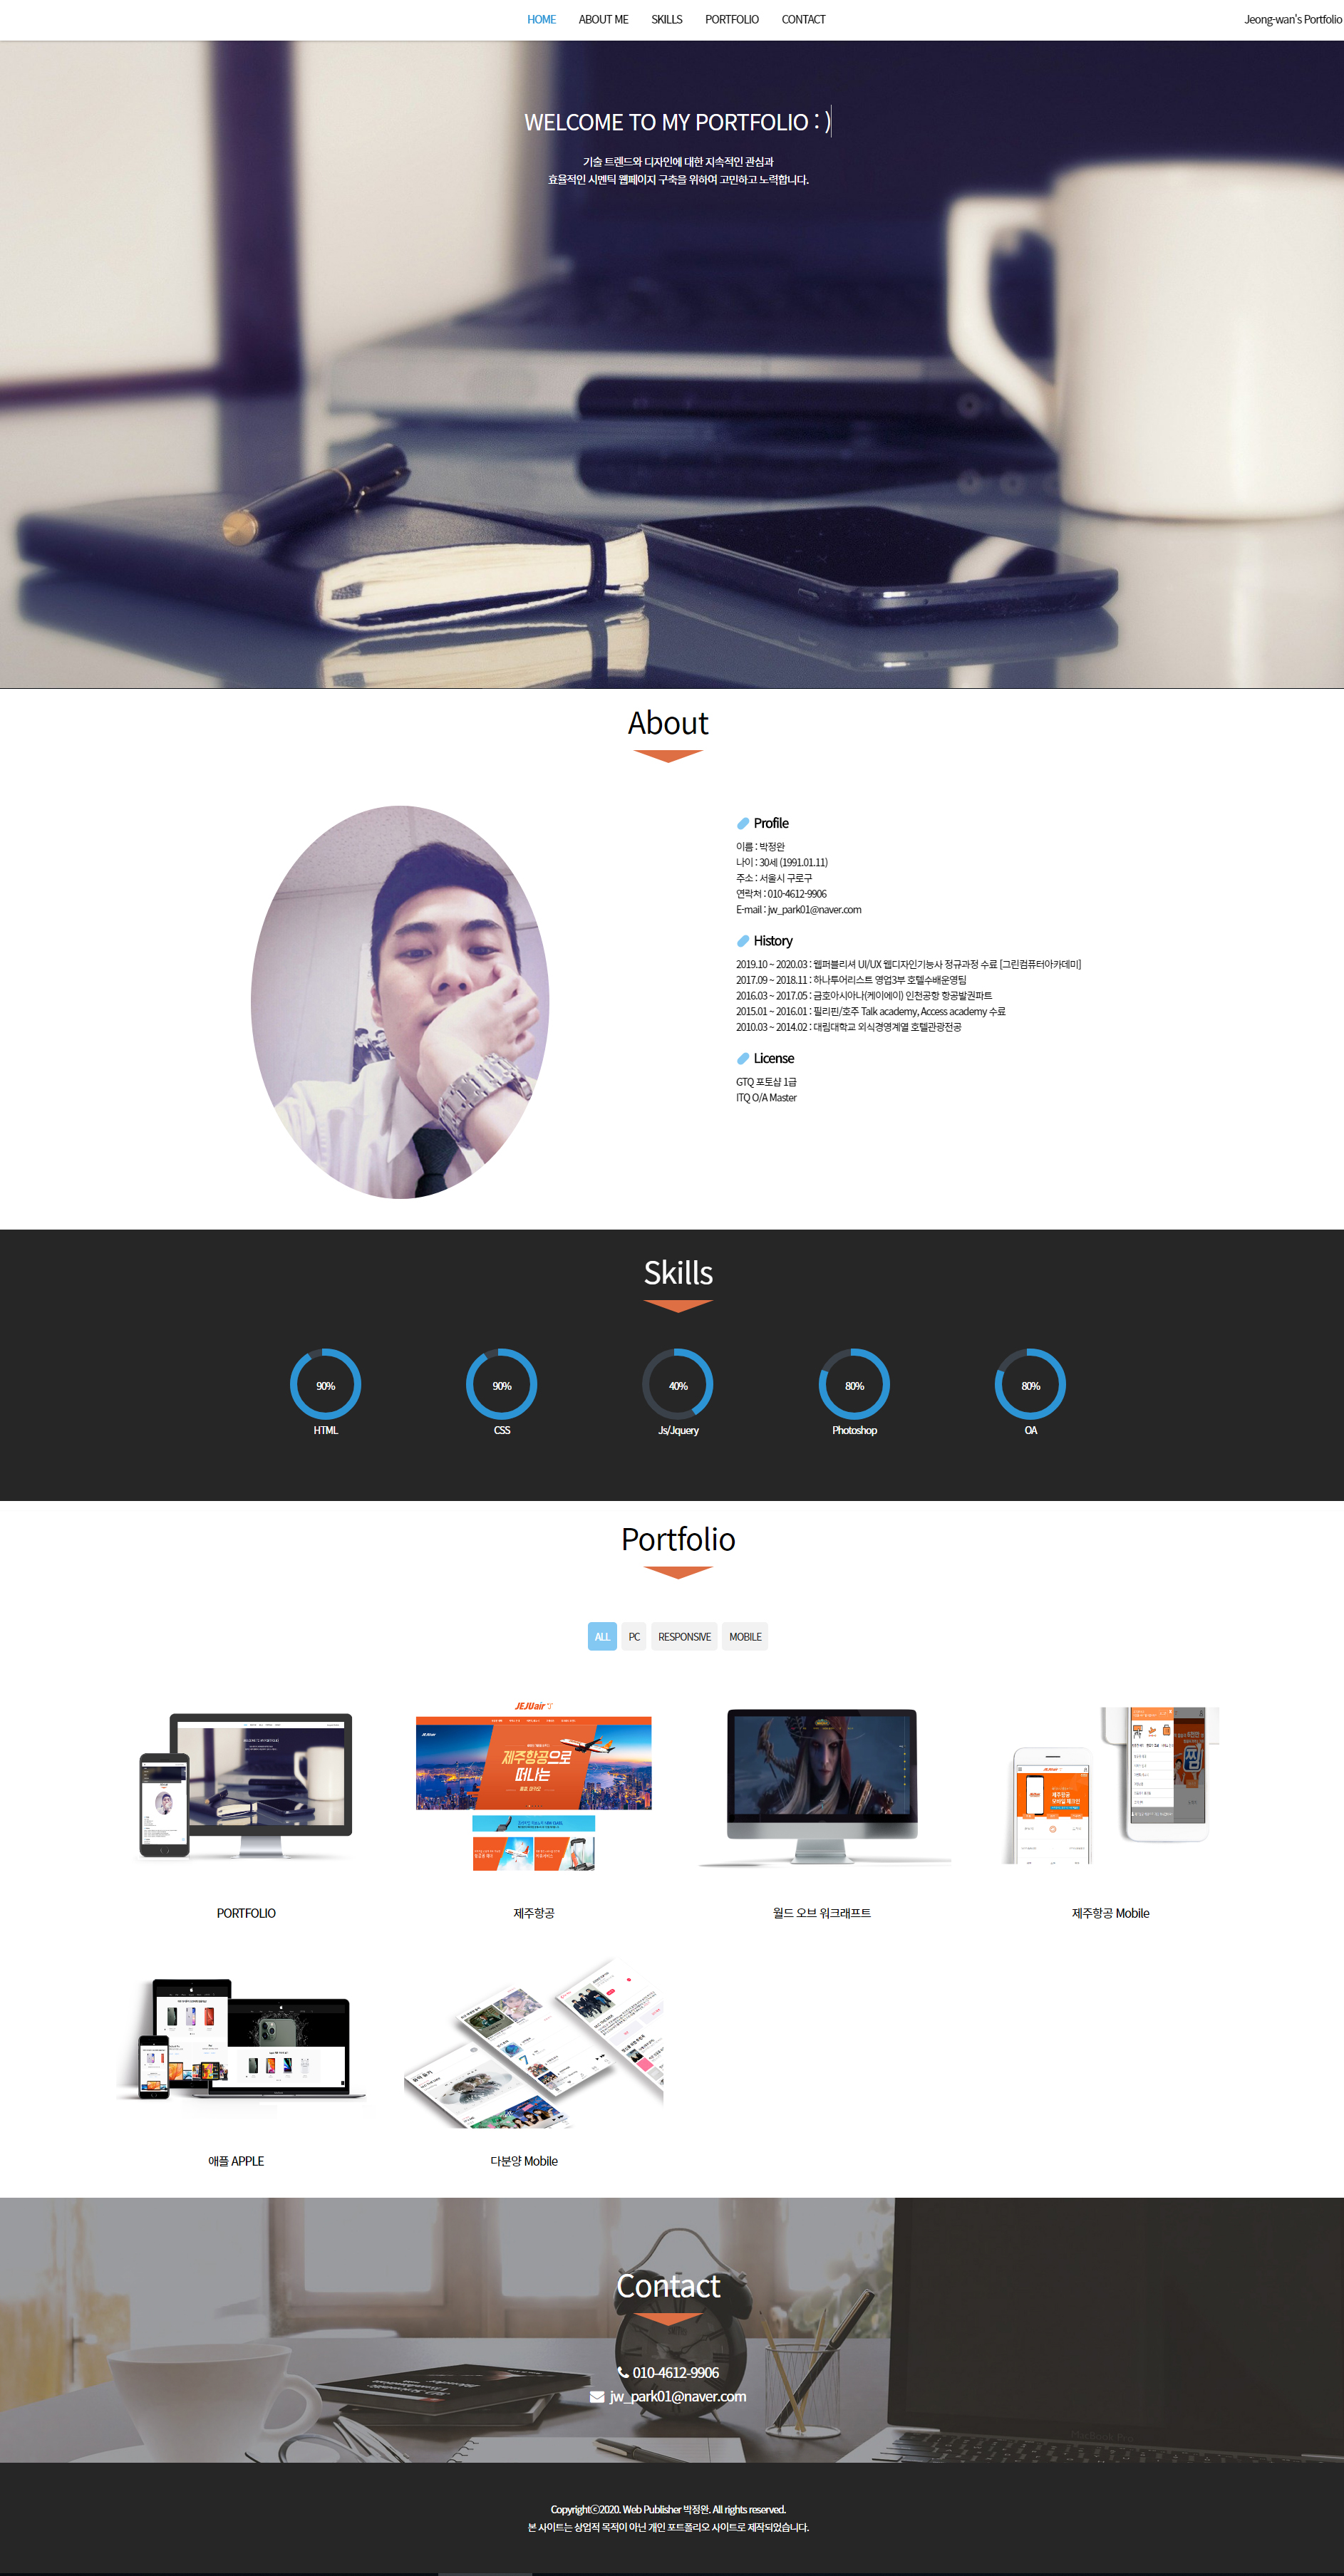 HOME ABOUT ME SKILLS PORTFOLIO CONTACT Jeong-wan's Portfolio
WELCOME TO MY PORTFOLIO : )
기술 트렌드와 디자인에 대한 지속적인 관심과
효율적인 시멘틱 웹페이지 구축을 위하여 고민하고 노력합니다.
About
Profile
이름 : 박정완
나이 : 30세 (1991.01.11)
주소 : 서울시 구로구
연락처 : 010-4612-9906
E-mail : jw_park01@naver.com
History
2019.10 ~ 2020.03 : 웹퍼블리셔 UI/UX 웹디자인기능사 정규과정 수료 [그린컴퓨터아카데미]
2017.09 ~ 2018.11 : 하나투어리스트 영업3부 호텔수배운영팀
2016.03 ~ 2017.05 : 금호아시아나(케이에이) 인천공항 항공발권파트
2015.01 ~ 2016.01 : 필리핀/호주 Talk academy, Access academy 수료
2010.03 ~ 2014.02 : 대림대학교 외식경영계열 호텔관광전공
License
GTQ 포토샵 1급
ITQ O/A Master
Skills
90% 90% 40% 80% 80%
HTML CSS Js/Jquery Photoshop OA
Portfolio
ALL PC RESPONSIVE MOBILE
JEJUair
제주항공으로
떠나는
PORTFOLIO 제주항공 월드 오브 워크래프트 제주항공 Mobile
애플 APPLE 다분양 Mobile
Contact
010-4612-9906
jw_park01@naver.com
Copyrightⓒ2020. Web Publisher 박정완. All rights reserved.
본 사이트는 상업적 목적이 아닌 개인 포트폴리오 사이트로 제작되었습니다.